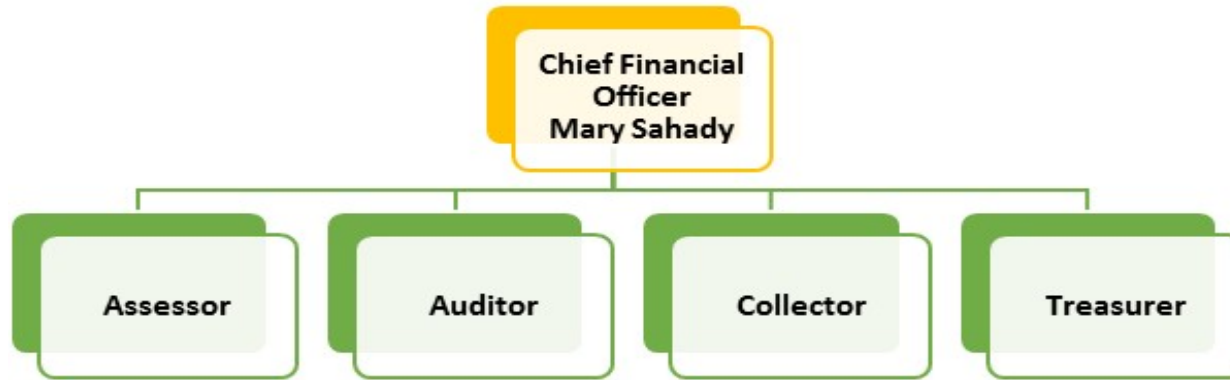 Chief Financial
Officer
Mary Sahady
Assessor
Auditor
Collector
Treasurer